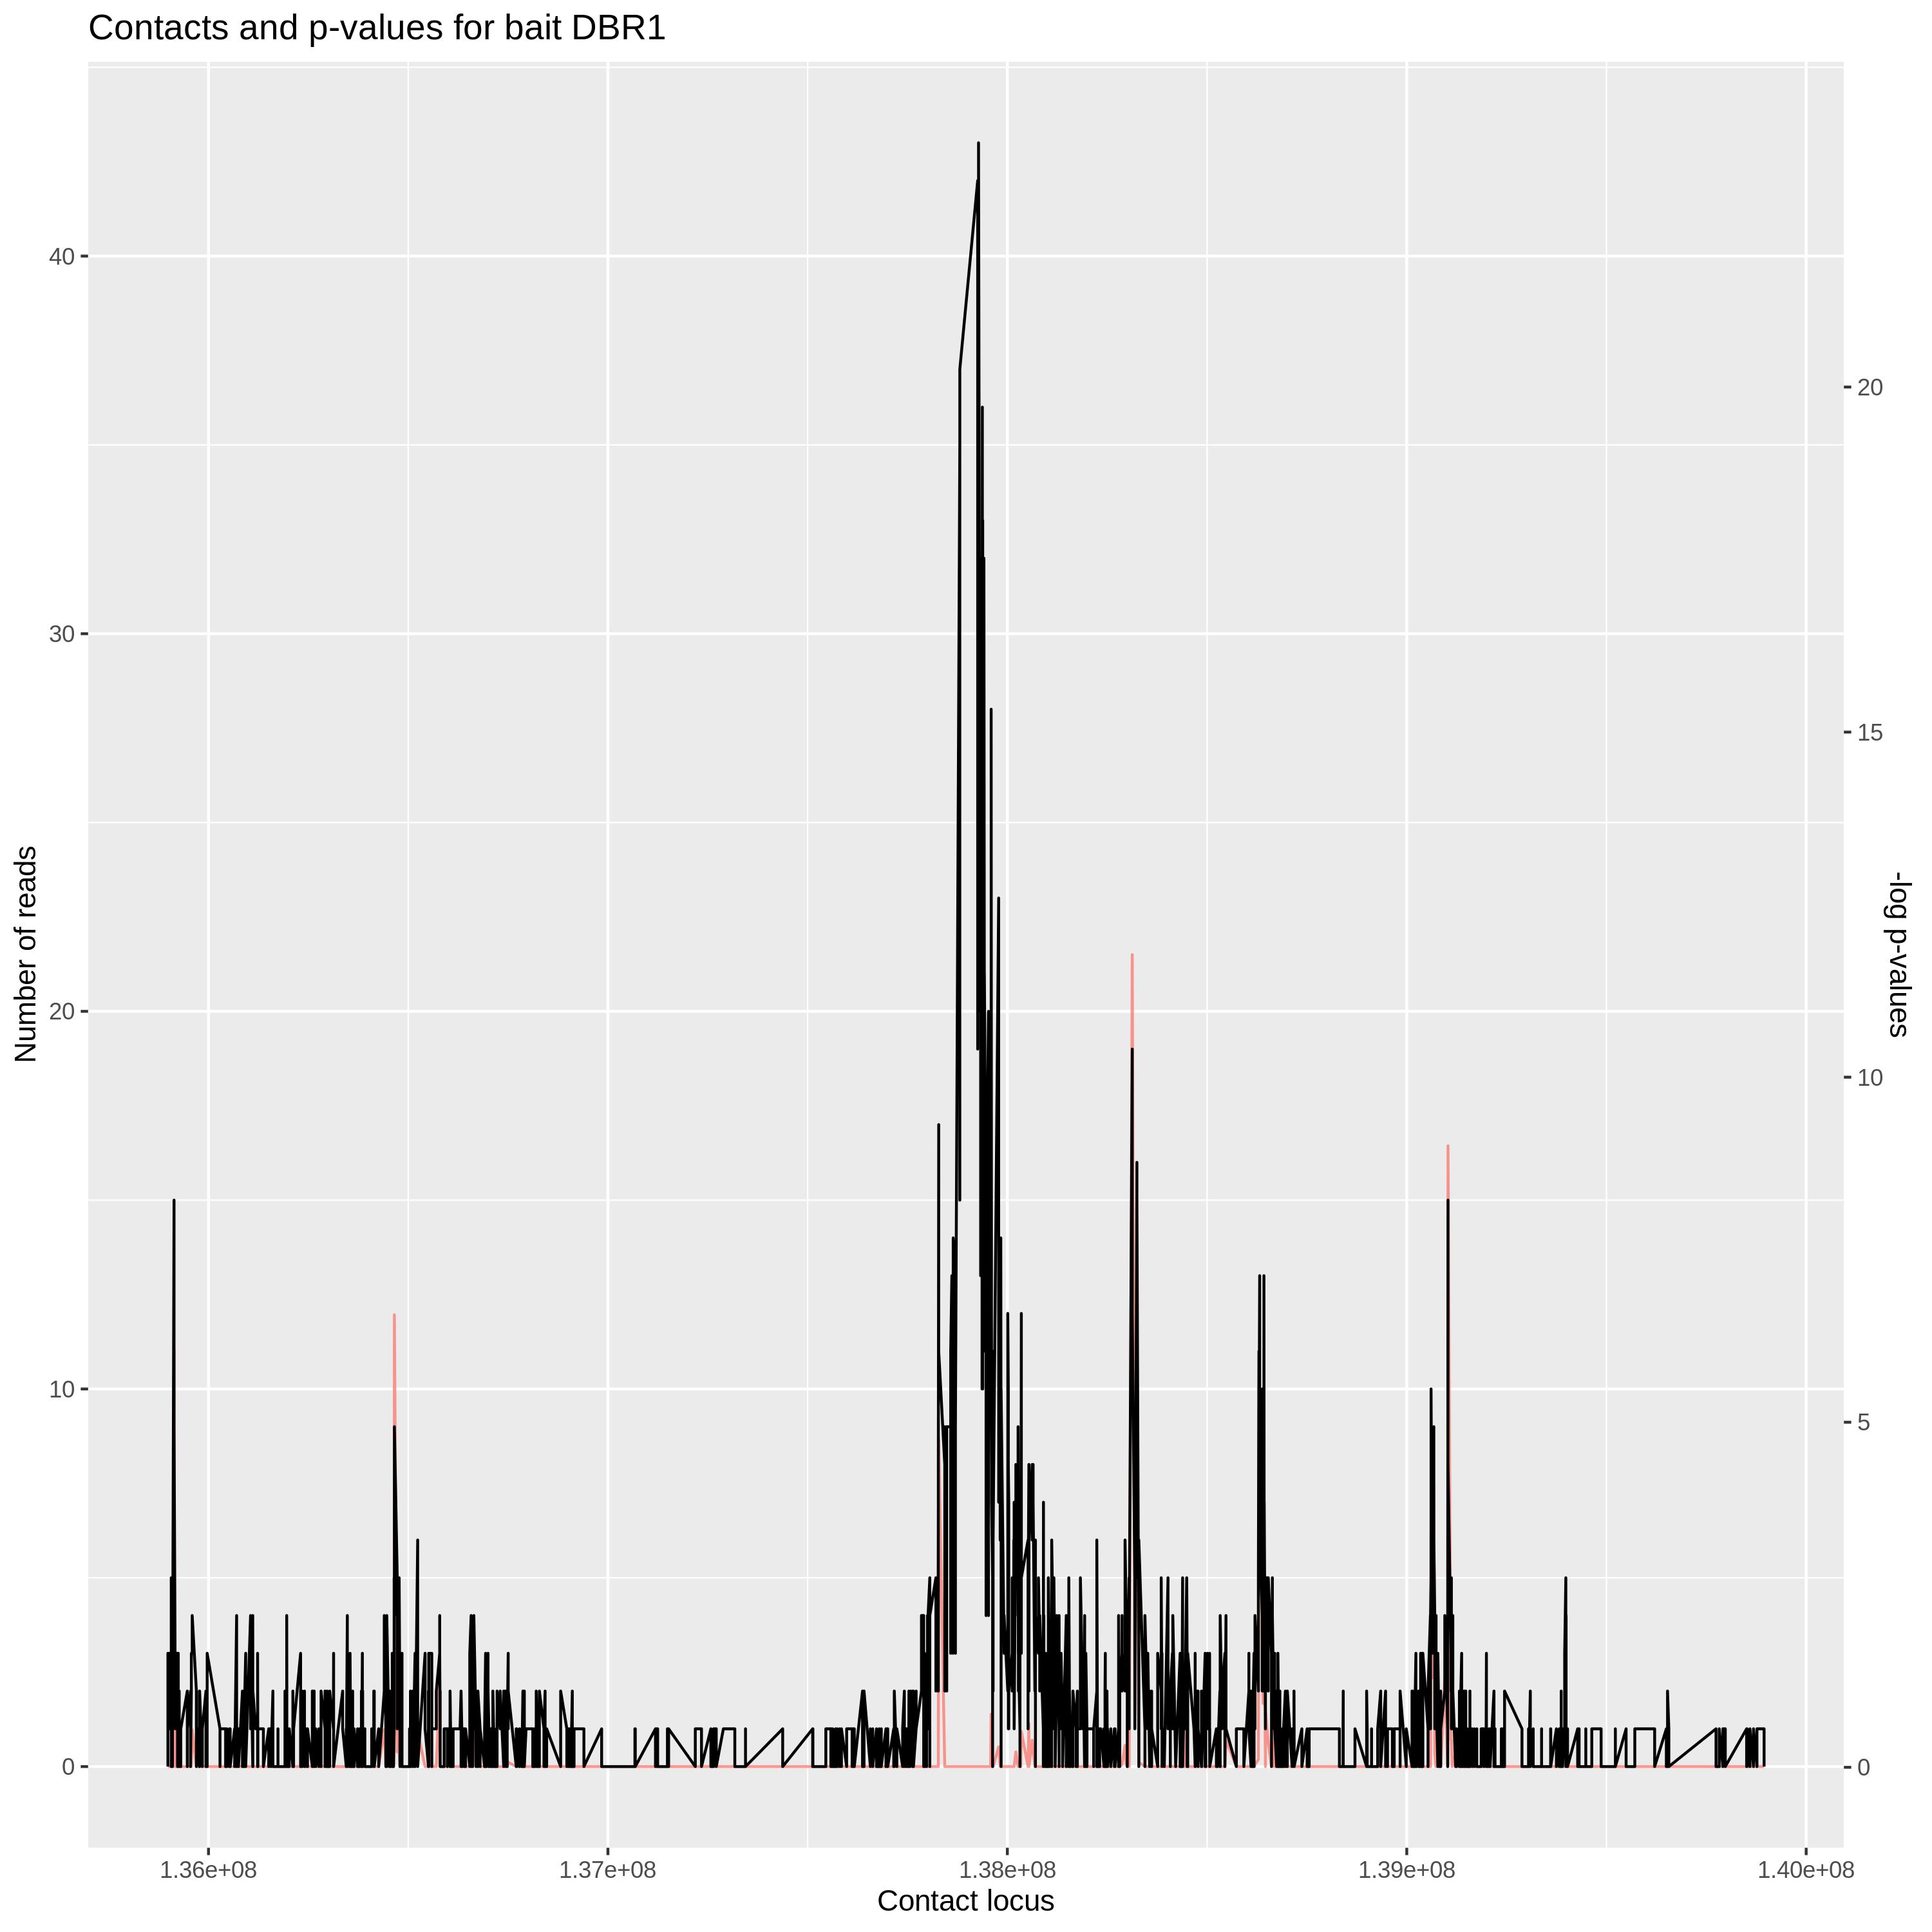 Contacts and p-values for bait DBR1
40
30
20
10
0
Number of reads
20
15
10
5
0
-log p-values
1.36e+08
1.37e+08
1.38e+08
1.39e+08
1.40e+08
Contact locus